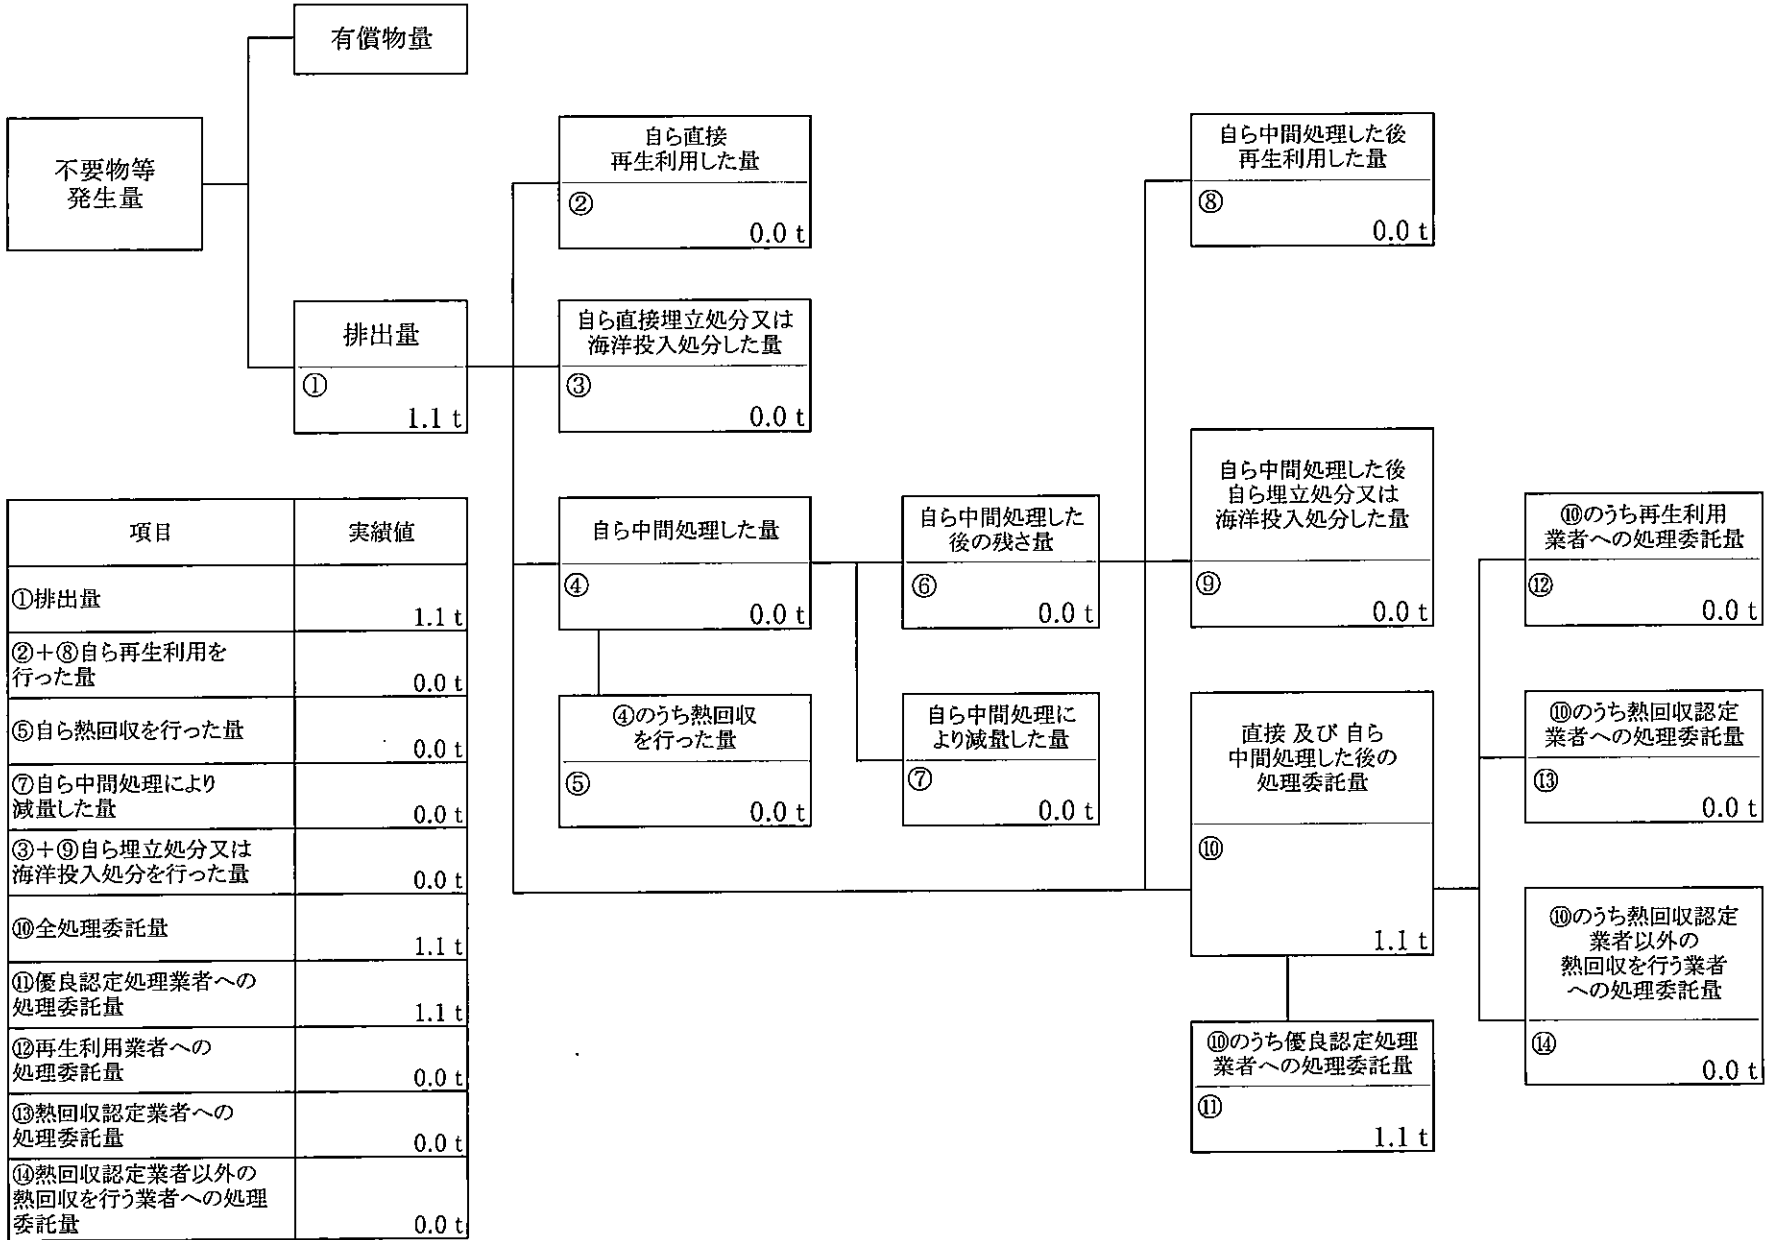 有償物量
不要物等
発生量
排出量
①
1.1 t
自ら直接
再生利用した量
②
0.0 t
自ら直接埋立処分又は
海洋投入処分した量
③
0.0 t
自ら中間処理した量
④
0.0 t
④のうち熱回収
を行った量
⑤
0.0 t
自ら中間処理した
後の残さ量
⑥
0.0 t
自ら中間処理に
より減量した量
⑦
0.0 t
自ら中間処理した後
再生利用した量
⑧
0.0 t
自ら中間処理した後
自ら埋立処分又は
海洋投入処分した量
⑨
0.0 t
直接 及び 自ら
中間処理した後の
処理委託量
⑩
1.1 t
⑩のうち優良認定処理
業者への処理委託量
⑪
1.1 t
⑩のうち再生利用
業者への処理委託量
⑫
0.0 t
⑩のうち熱回収認定
業者への処理委託量
⑬
0.0 t
⑩のうち熱回収認定
業者以外の
熱回収を行う業者
への処理委託量
⑭
0.0 t
項目 実績値
①排出量
1.1 t
②+⑧自ら再生利用を
行った量
0.0 t
⑤自ら熱回収を行った量
0.0 t
⑦自ら中間処理により
減量した量
0.0 t
③+⑨自ら埋立処分又は
海洋投入処分を行った量
0.0 t
⑩全処理委託量
1.1 t
⑪優良認定処理業者への
処理委託量
1.1 t
⑫再生利用業者への
処理委託量
0.0 t
⑬熱回収認定業者への
処理委託量
0.0 t
⑭熱回収認定業者以外の
熱回収を行う業者への処理
委託量
0.0 t